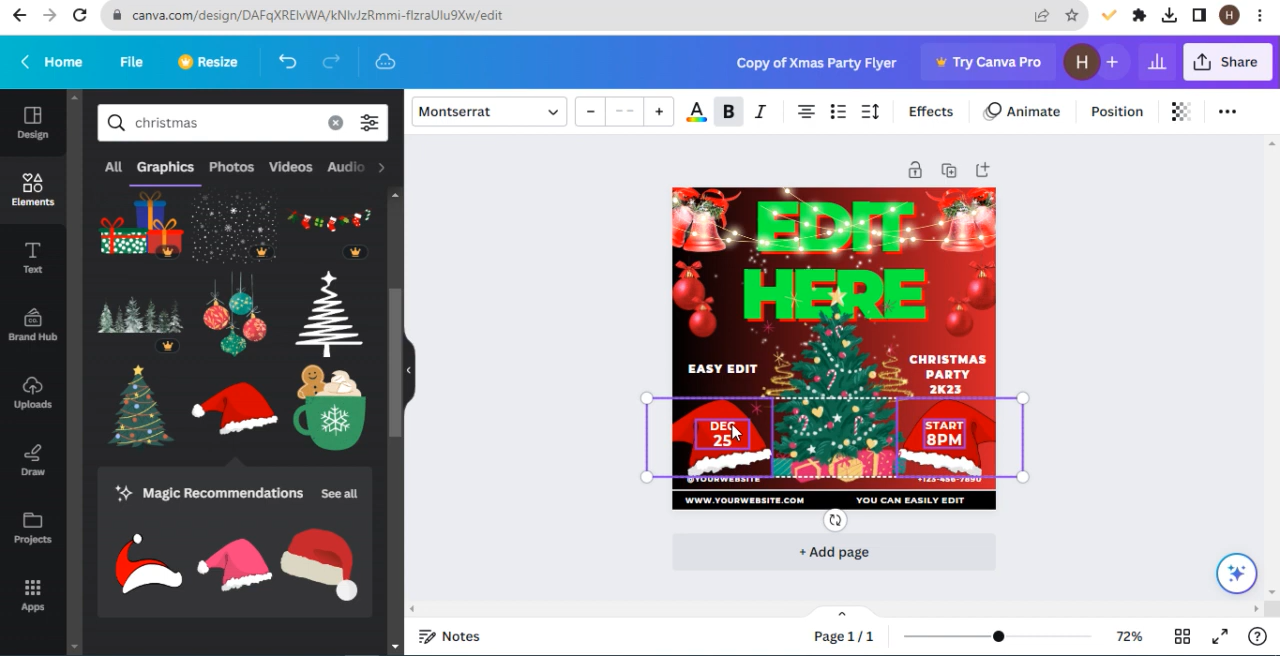 canva.com/design/DAFqXRElvWA/kNlvJzRmmi-flzraUlu9Xw/edit
H
Home File Resize Copy of Xmas Party Flyer H + Try Canva Pro Share
Design
Elements
Text
Brand Hub
Uploads
Draw
Projects
Apps
christmas
All Graphics Photos Videos Audio
Magic Recommendations See all
Montserrat – -- + A B I Effects Animate Position
EDIT
HERE
EASY EDIT
CHRISTMAS
PARTY
2K23
DEC
25
START
8PM
@YOURWEBSITE
+123-456-7890
WWW.YOURWEBSITE.COM YOU CAN EASILY EDIT
+ Add page
Notes Page 1 / 1 72%